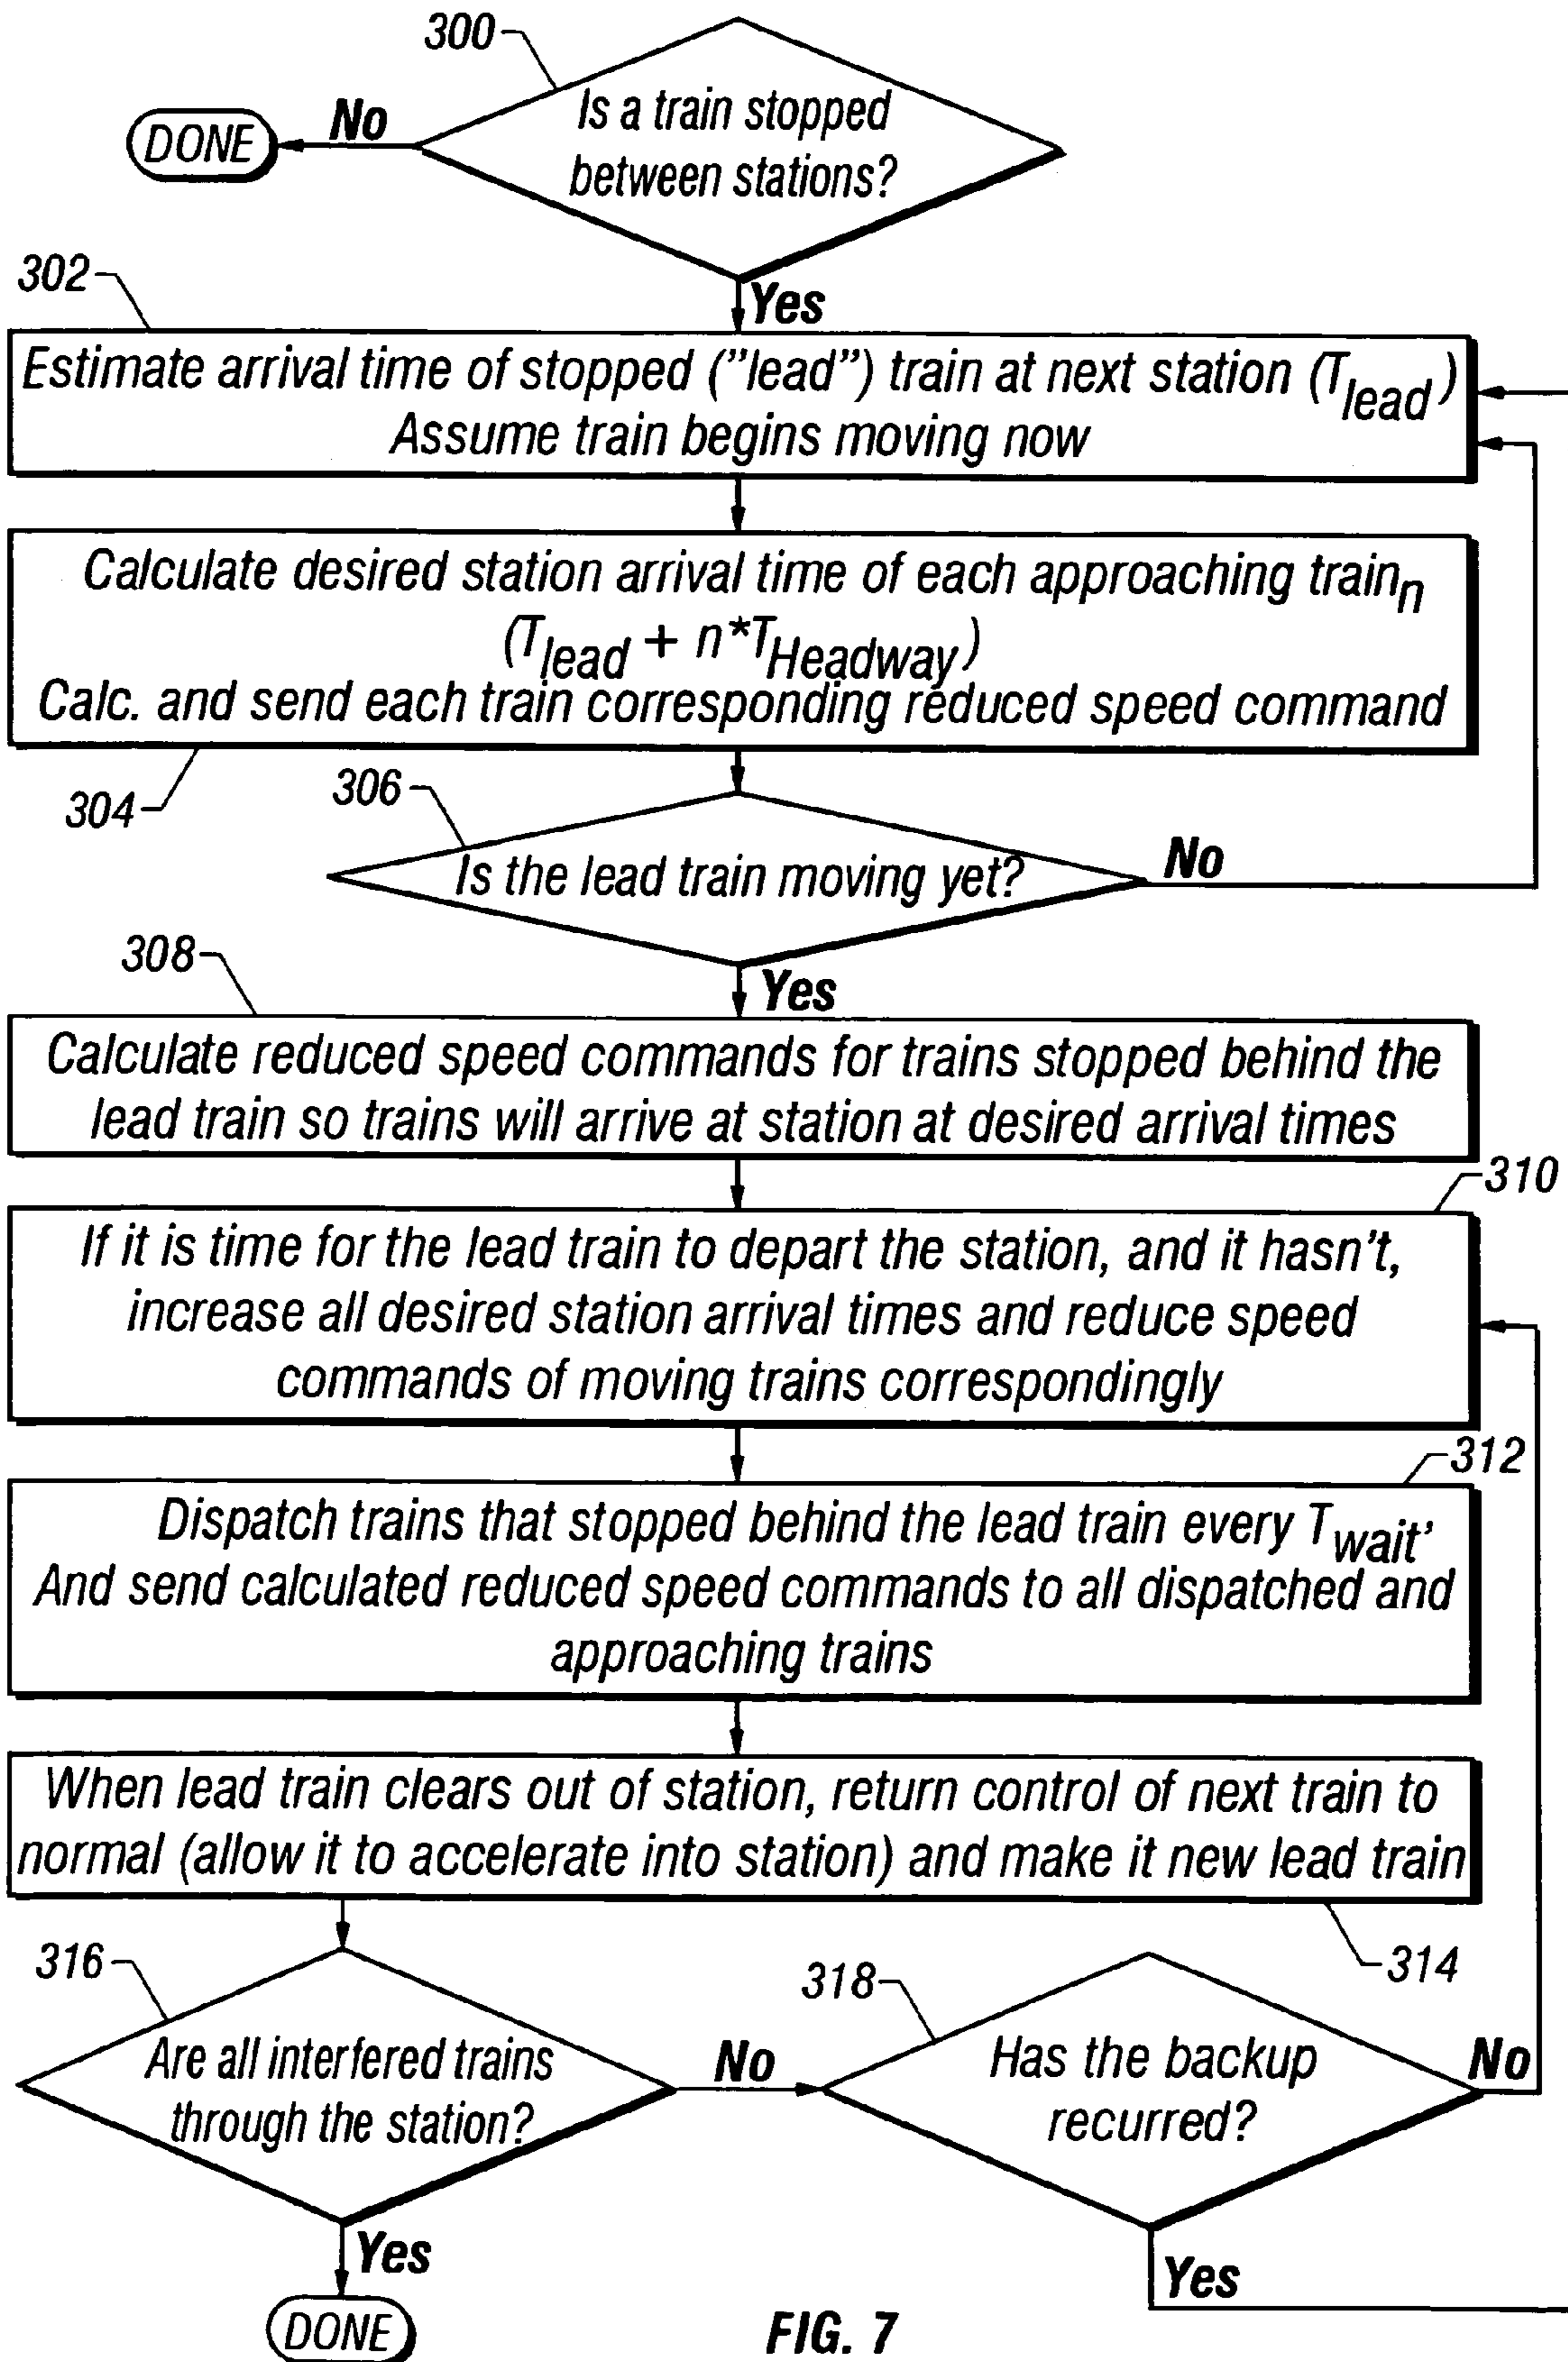 300
Is a train stopped
between stations?
No
DONE
Yes
302
Estimate arrival time of stopped ("lead") train at next station (Tlead)
Assume train begins moving now
Calculate desired station arrival time of each approaching trainn
(Tlead + n*THeadway)
Calc. and send each train corresponding reduced speed command
304
306
Is the lead train moving yet?
No
Yes
308
Calculate reduced speed commands for trains stopped behind the
lead train so trains will arrive at station at desired arrival times
310
If it is time for the lead train to depart the station, and it hasn't,
increase all desired station arrival times and reduce speed
commands of moving trains correspondingly
312
Dispatch trains that stopped behind the lead train every Twait,
And send calculated reduced speed commands to all dispatched and
approaching trains
When lead train clears out of station, return control of next train to
normal (allow it to accelerate into station) and make it new lead train
314
316
Are all interfered trains
through the station?
No
318
Has the backup
recurred?
No
Yes
DONE
Yes
FIG. 7